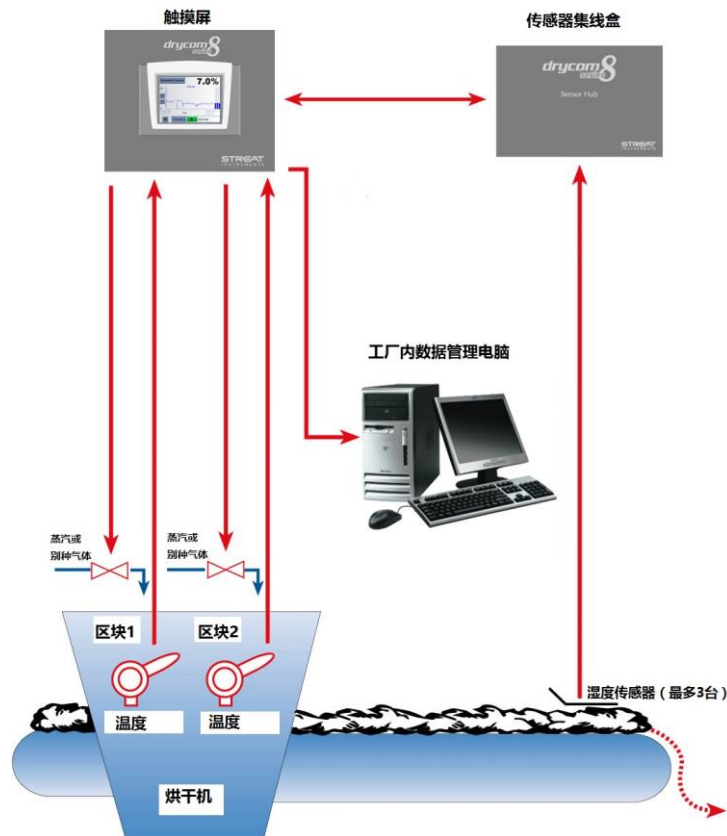 触摸屏
传感器集线盒
drycom8
7.0%
STREAT
INSTRUMENTS
drycom8
Sensor Hub
STREAT
INSTRUMENTS
工厂内数据管理电脑
蒸汽或
别种气体
蒸汽或
别种气体
区块1
区块2
温度
温度
湿度传感器（最多3台）
烘干机